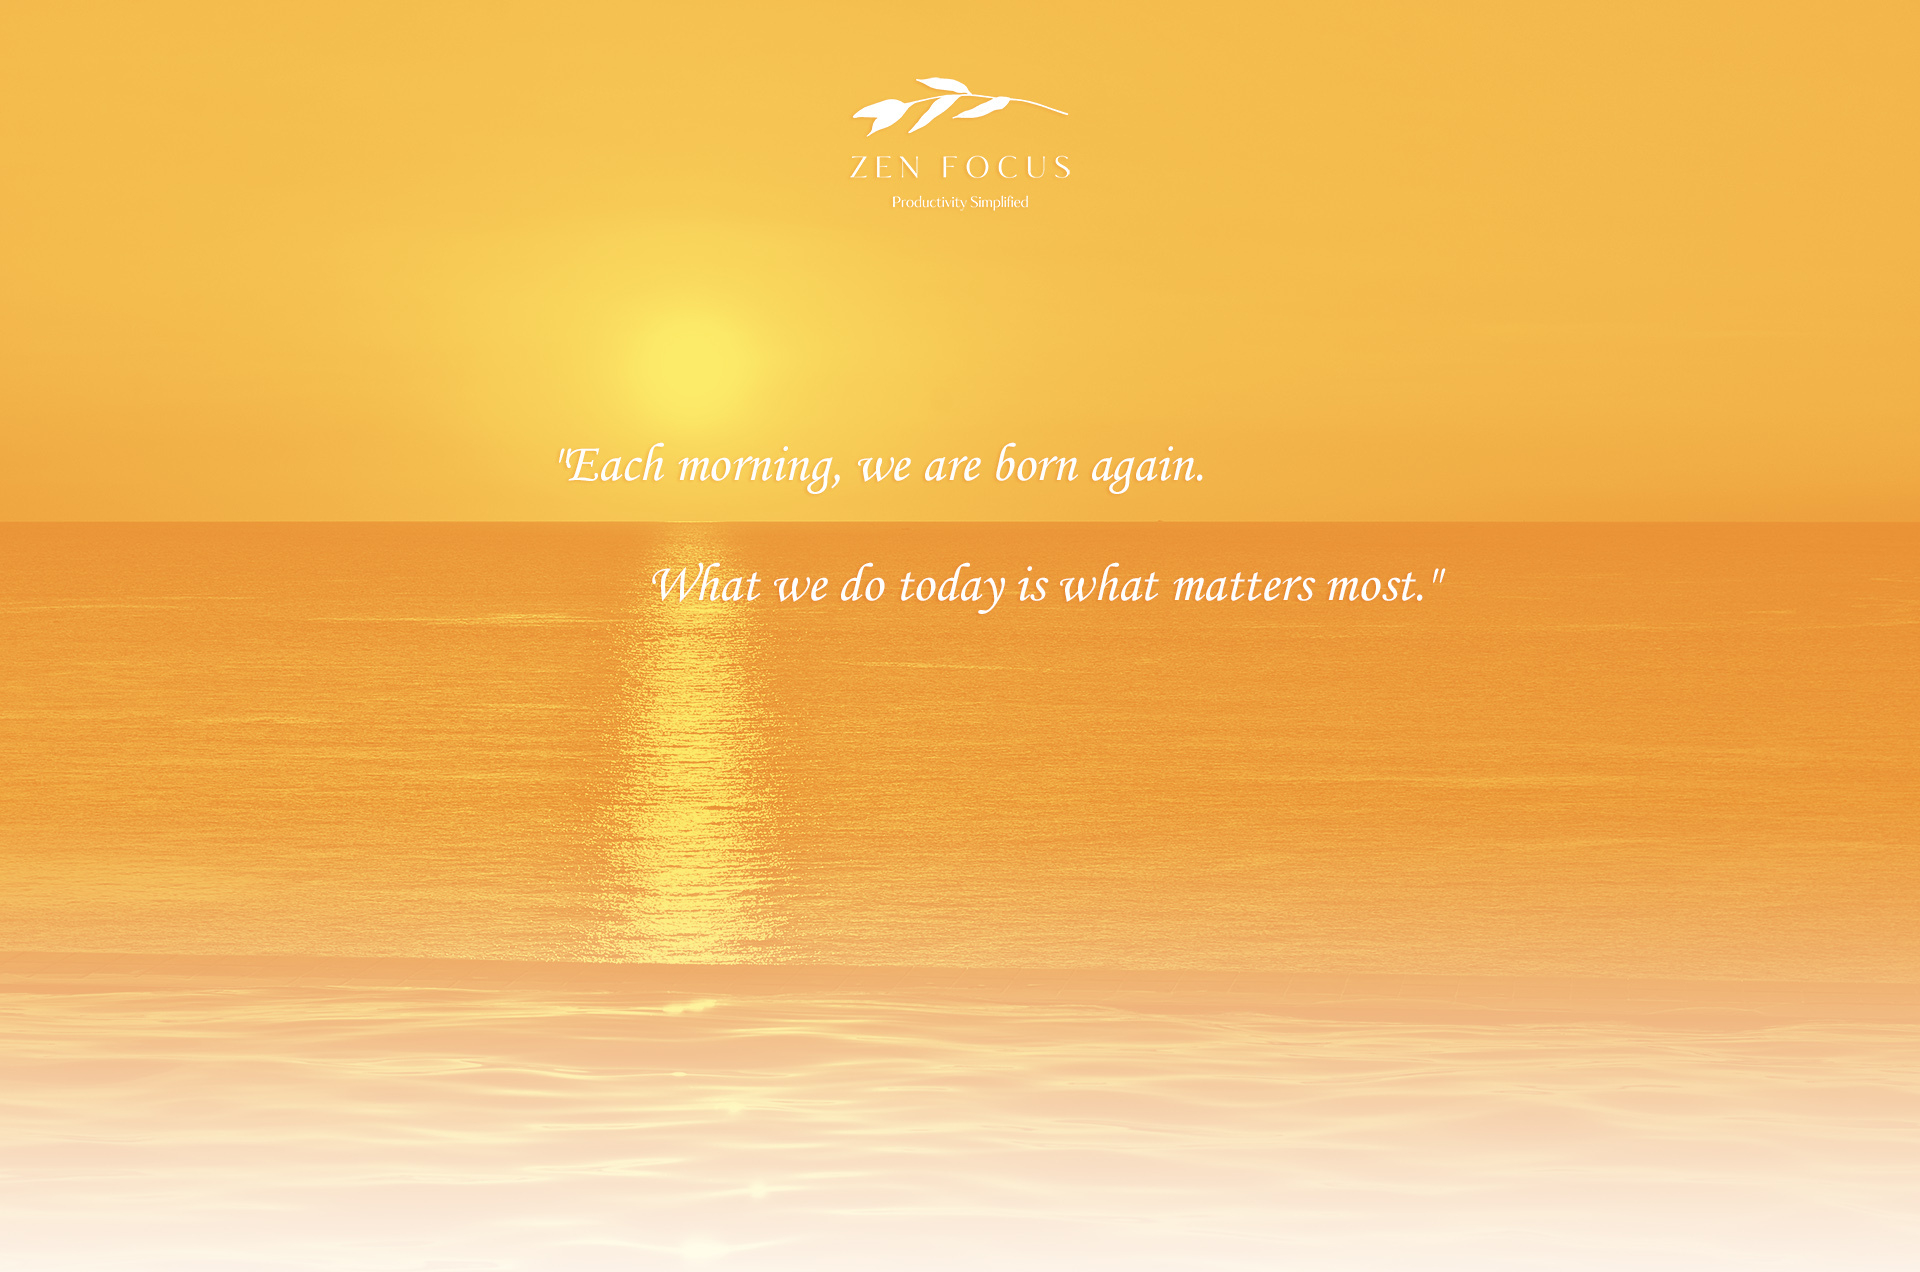 ZEN FOCUS
Productivity Simplified
"Each morning, we are born again.
What we do today is what matters most."